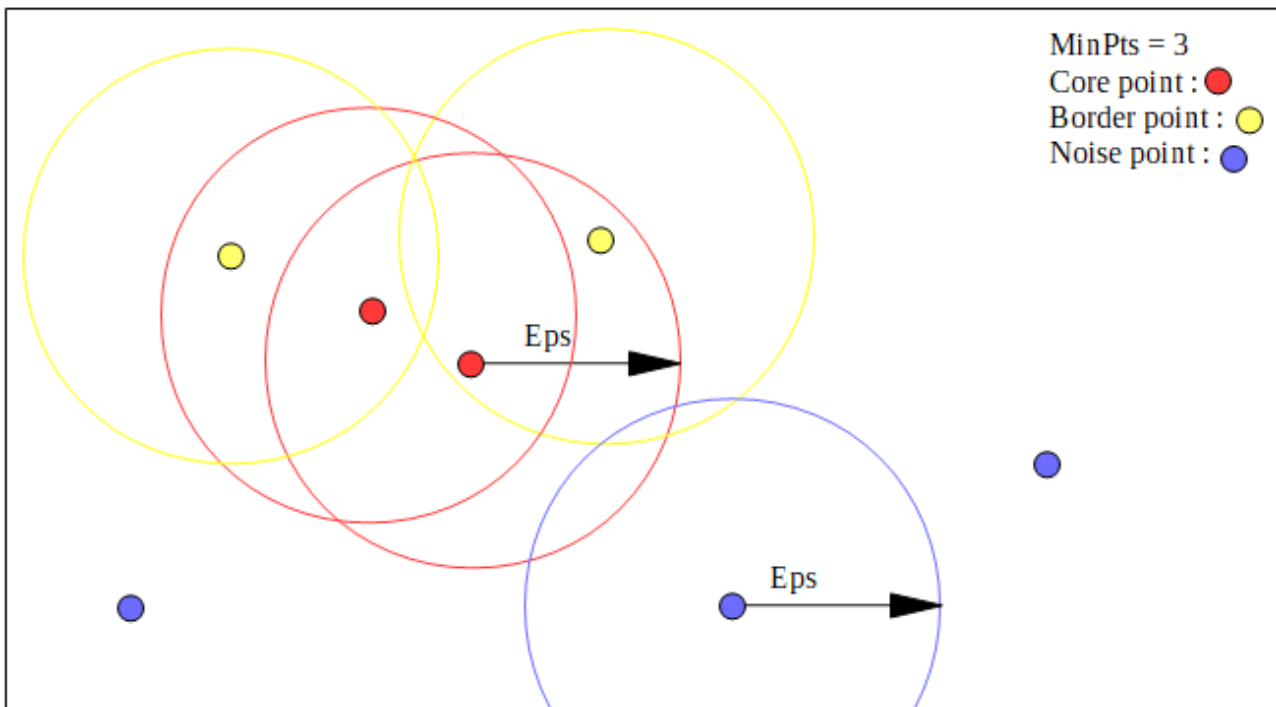 MinPts = 3
Core point :
Border point :
Noise point :
Eps
Eps